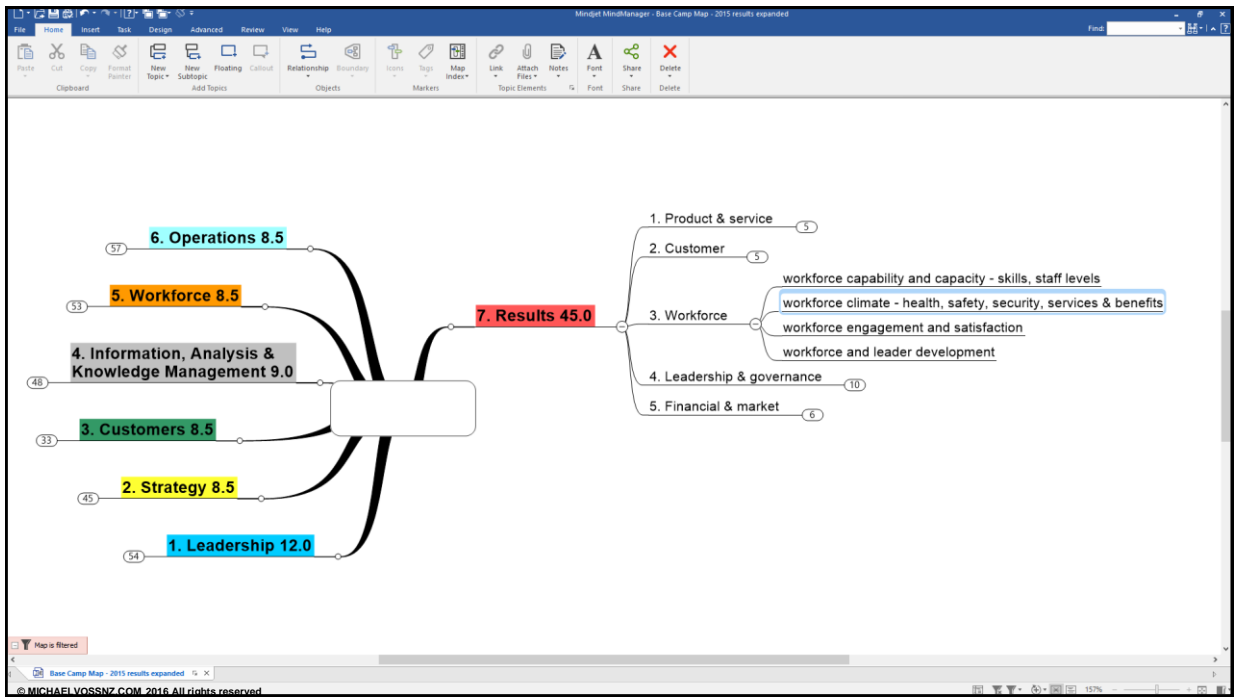 Mindjet MindManager - Base Camp Map - 2015 results expanded
File Home Insert Task Design Advanced Review View Help
Find:
Paste
Cut
Copy
Format Painter
New Topic
New Subtopic
Floating
Callout
Relationship
Boundary
Icons
Tags
Map Index
Link
Attach Files
Notes
Font
Share
Delete
Clipboard
Add Topics
Objects
Markers
Topic Elements
Font
Share
Delete
6. Operations 8.5
57
5. Workforce 8.5
53
4. Information, Analysis &
Knowledge Management 9.0
48
3. Customers 8.5
33
2. Strategy 8.5
45
1. Leadership 12.0
54
7. Results 45.0
1. Product & service
5
2. Customer
5
3. Workforce
workforce capability and capacity - skills, staff levels
workforce climate - health, safety, security, services & benefits
workforce engagement and satisfaction
workforce and leader development
4. Leadership & governance
10
5. Financial & market
6
Map is filtered
Base Camp Map - 2015 results expanded
© MICHAELVOSSNZ.COM 2016 All rights reserved
157%